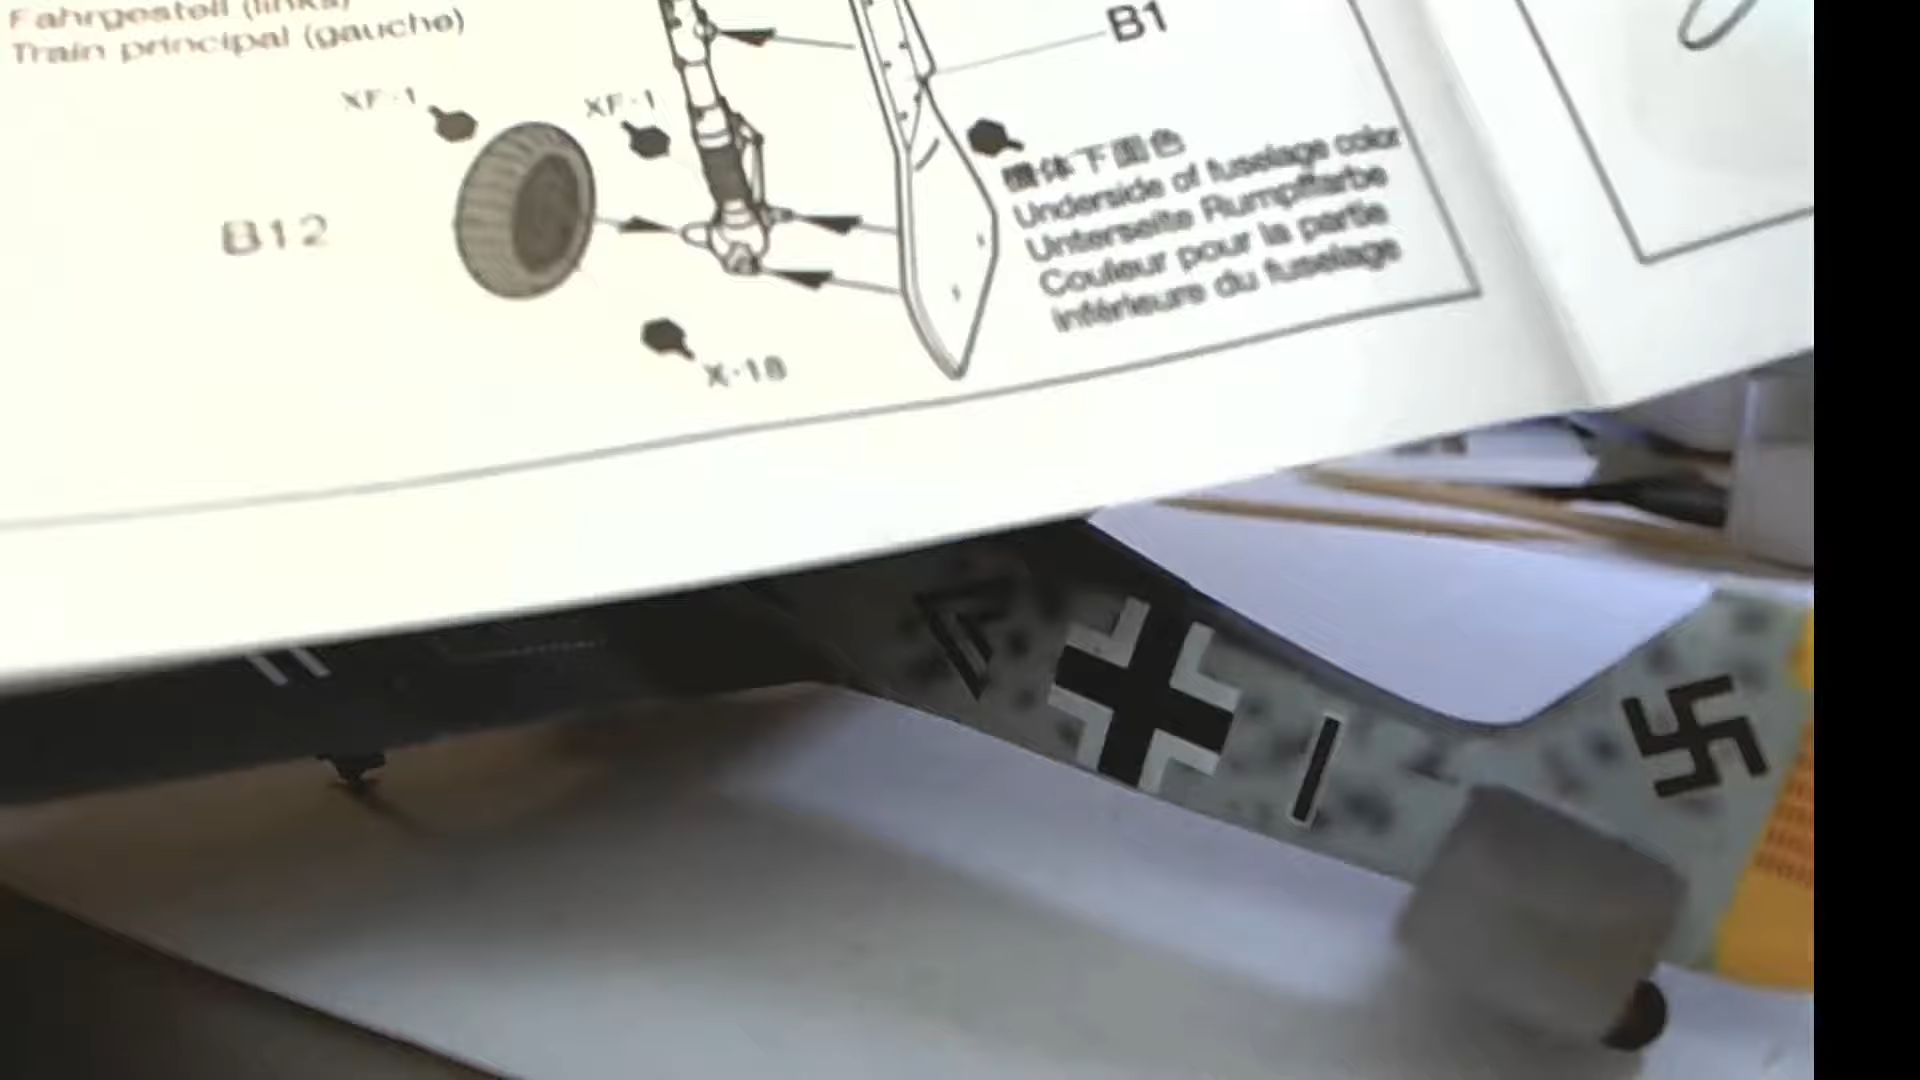 Fahrgestell (links)
Train principal (gauche)
B1
XF-1
XF-1
B12
機体下面色
Underside of fuselage color
Unterseite Rumpffarbe
Couleur pour la partie
inférieure du fuselage
X-18